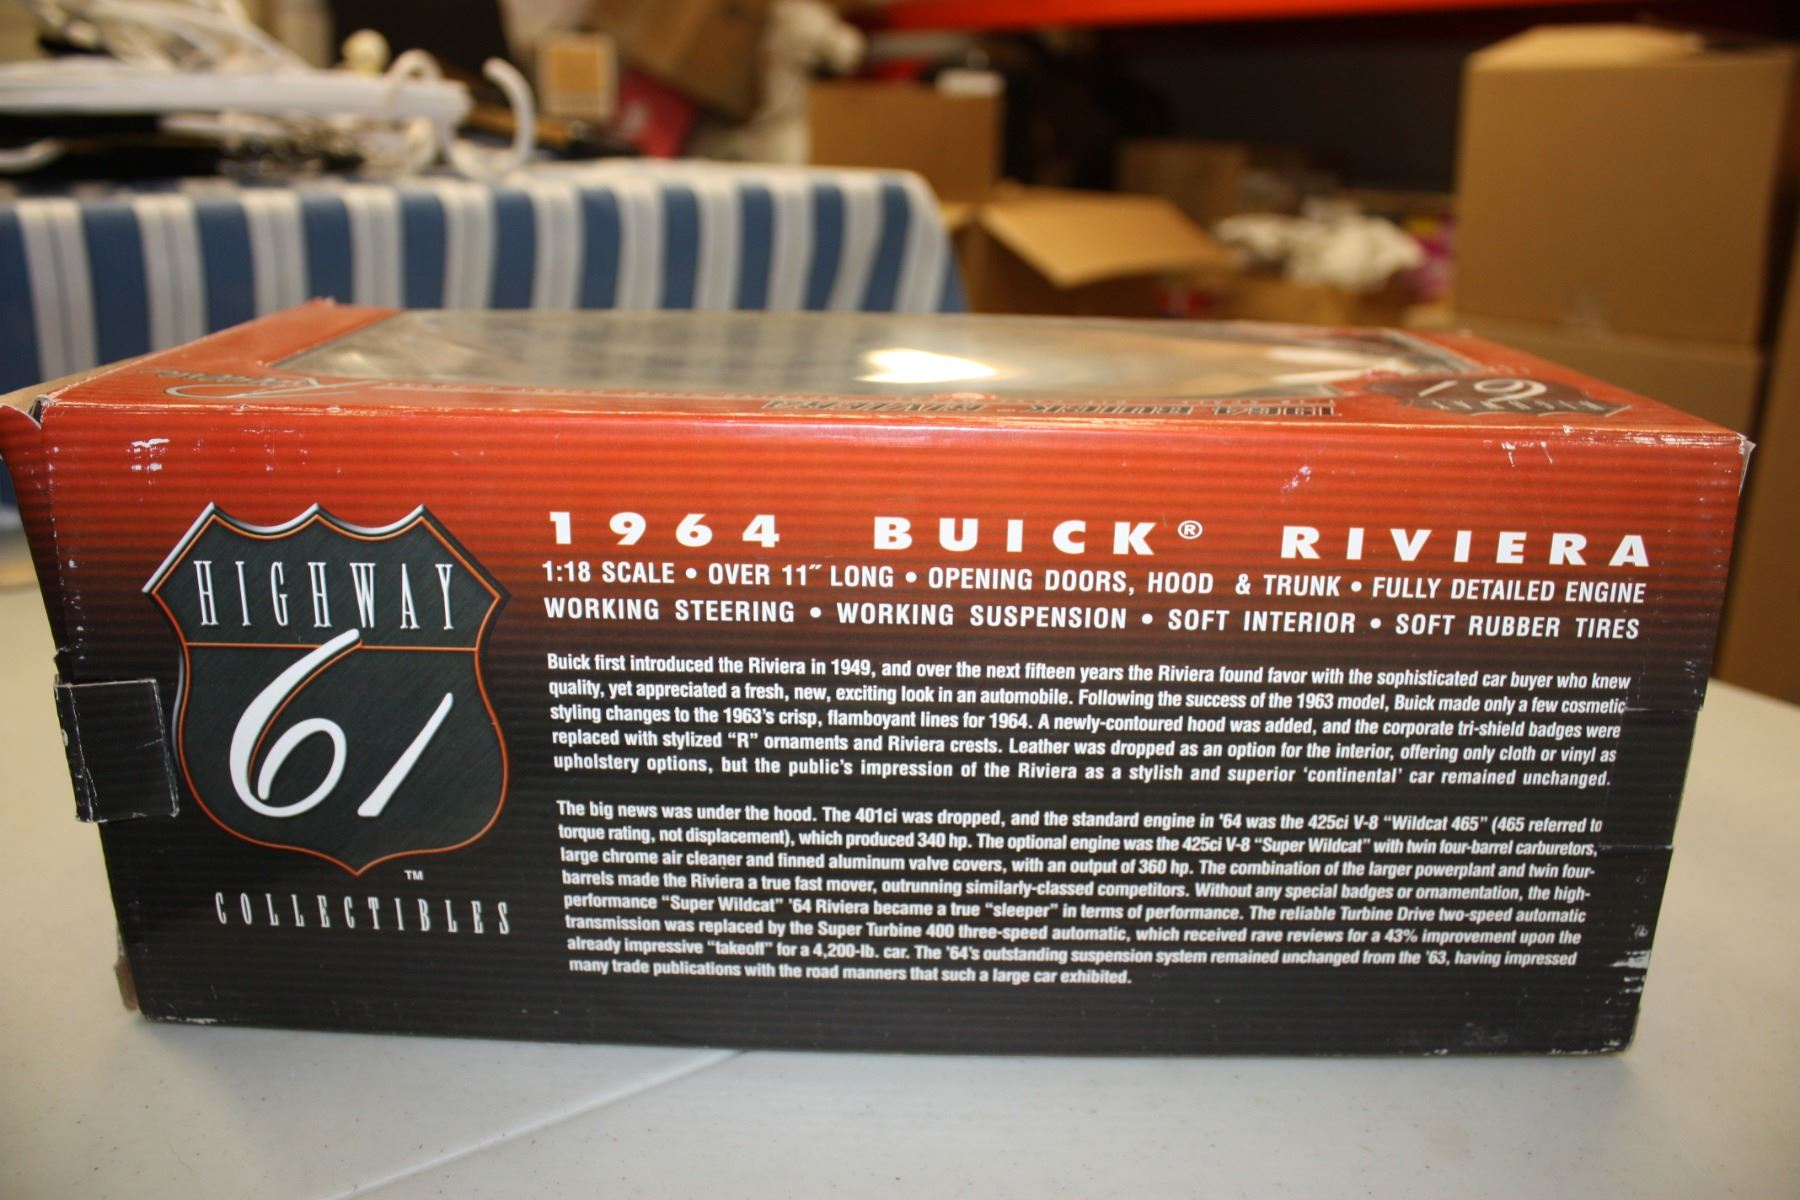 1964 BUICK - RIVIERA
61
HIGHWAY
61
TM
COLLECTIBLES
1964 BUICK® RIVIERA
1:18 SCALE • OVER 11″ LONG • OPENING DOORS, HOOD & TRUNK • FULLY DETAILED ENGINE
WORKING STEERING • WORKING SUSPENSION • SOFT INTERIOR • SOFT RUBBER TIRES
Buick first introduced the Riviera in 1949, and over the next fifteen years the Riviera found favor with the sophisticated car buyer who knew
quality, yet appreciated a fresh, new, exciting look in an automobile. Following the success of the 1963 model, Buick made only a few cosmetic
styling changes to the 1963's crisp, flamboyant lines for 1964. A newly-contoured hood was added, and the corporate tri-shield badges were
replaced with stylized “R” ornaments and Riviera crests. Leather was dropped as an option for the interior, offering only cloth or vinyl as
upholstery options, but the public's impression of the Riviera as a stylish and superior 'continental' car remained unchanged.
The big news was under the hood. The 401ci was dropped, and the standard engine in '64 was the 425ci V-8 “Wildcat 465” (465 referred to
torque rating, not displacement), which produced 340 hp. The optional engine was the 425ci V-8 “Super Wildcat” with twin four-barrel carburetors,
large chrome air cleaner and finned aluminum valve covers, with an output of 360 hp. The combination of the larger powerplant and twin four-
barrels made the Riviera a true fast mover, outrunning similarly-classed competitors. Without any special badges or ornamentation, the high-
performance “Super Wildcat” '64 Riviera became a true “sleeper” in terms of performance. The reliable Turbine Drive two-speed automatic
transmission was replaced by the Super Turbine 400 three-speed automatic, which received rave reviews for a 43% improvement upon the
already impressive “takeoff” for a 4,200-lb. car. The '64's outstanding suspension system remained unchanged from the '63, having impressed
many trade publications with the road manners that such a large car exhibited.